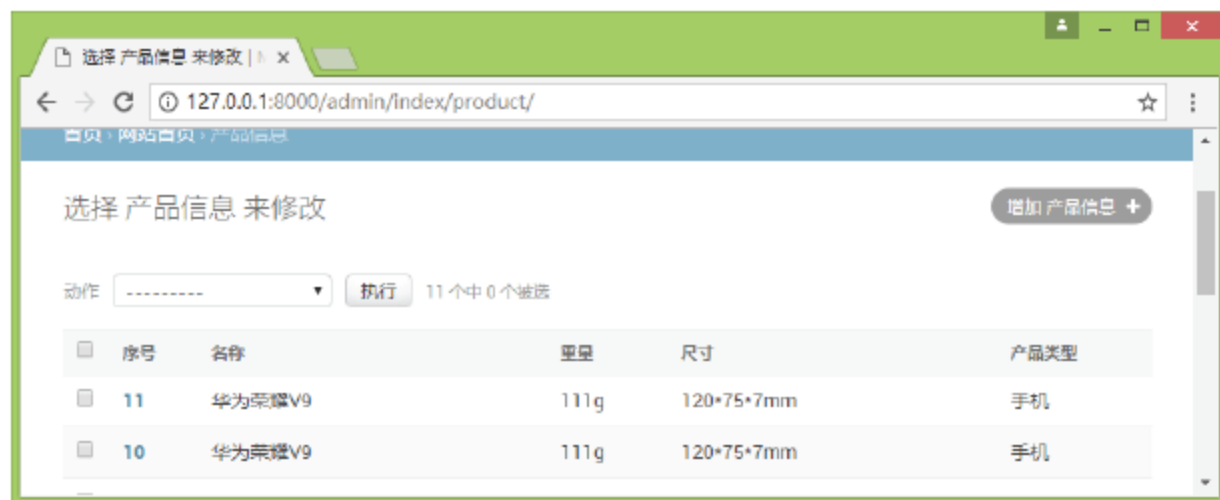 选择 产品信息 来修改 |
127.0.0.1:8000/admin/index/product/
首页 › 网站首页 › 产品信息
选择 产品信息 来修改
增加 产品信息 +
动作 --------- 执行 11 个中 0 个被选
序号 名称 重量 尺寸 产品类型
11 华为荣耀V9 111g 120*75*7mm 手机
10 华为荣耀V9 111g 120*75*7mm 手机